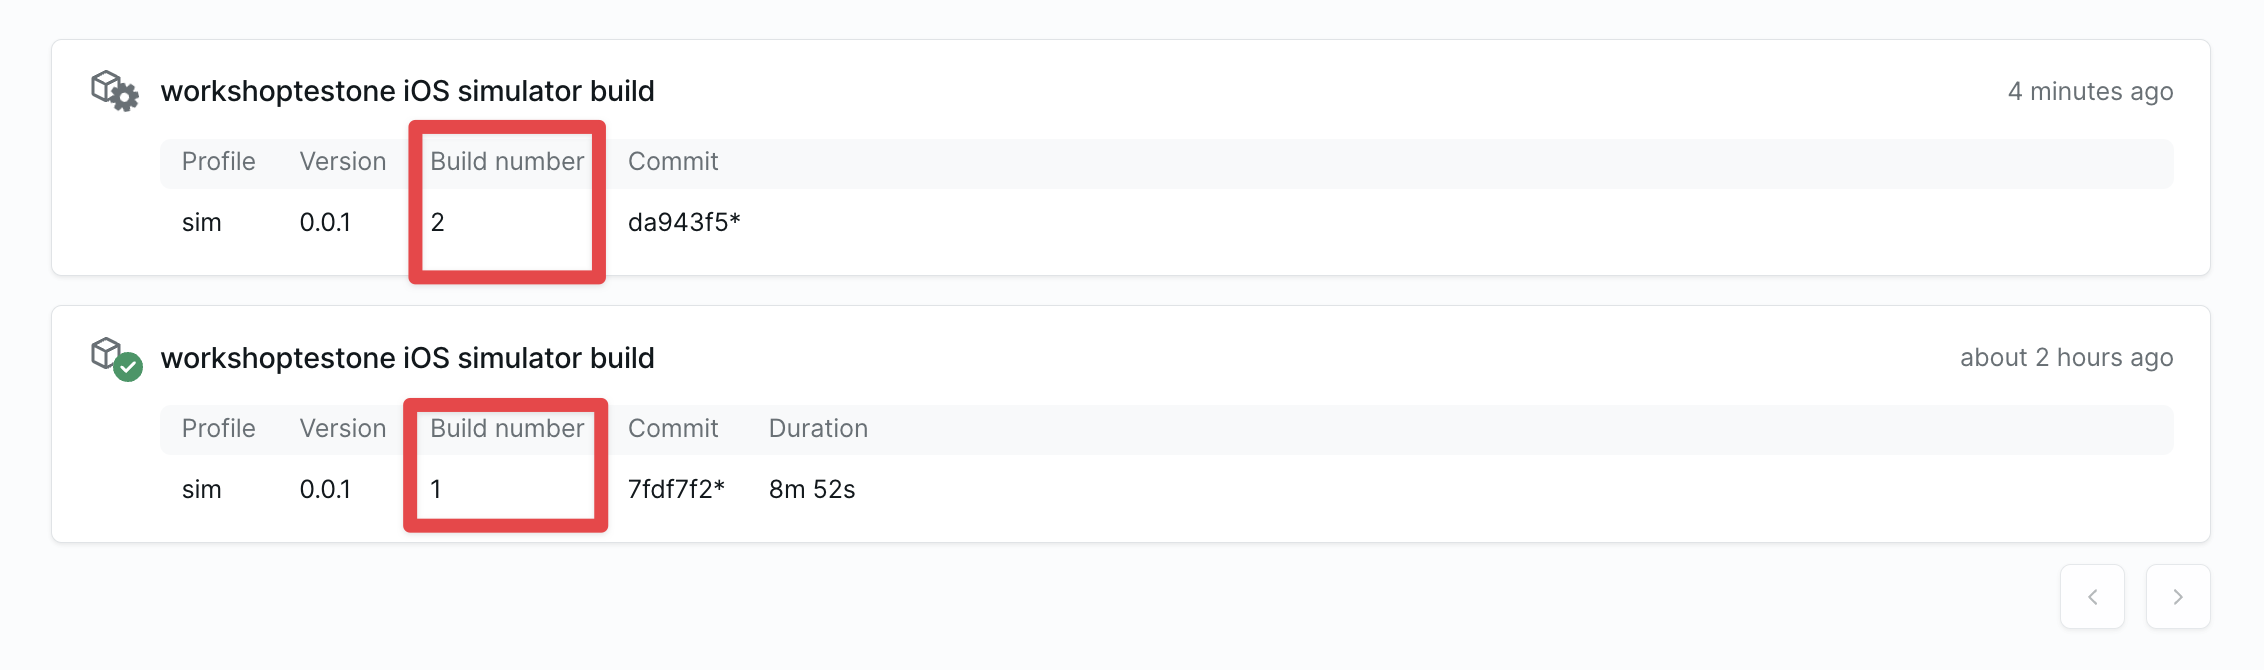 workshoptestone iOS simulator build 4 minutes ago
Profile Version Build number Commit
sim 0.0.1 2 da943f5*
workshoptestone iOS simulator build about 2 hours ago
Profile Version Build number Commit Duration
sim 0.0.1 1 7fdf7f2* 8m 52s